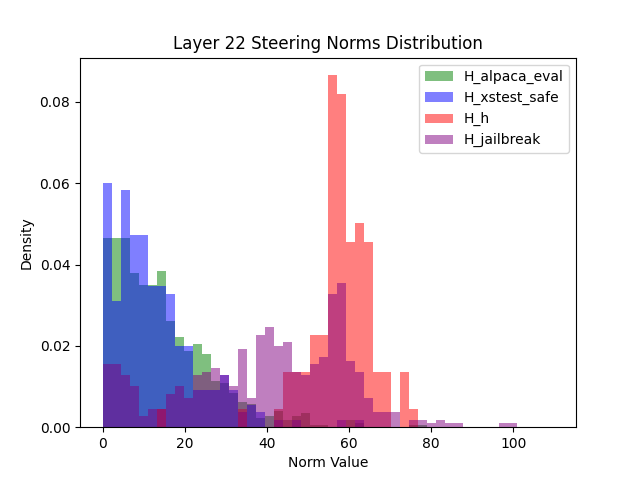 Layer 22 Steering Norms Distribution
H_alpaca_eval
H_xstest_safe
H_h
H_jailbreak
Density
0.08
0.06
0.04
0.02
0.00
0 20 40 60 80 100
Norm Value